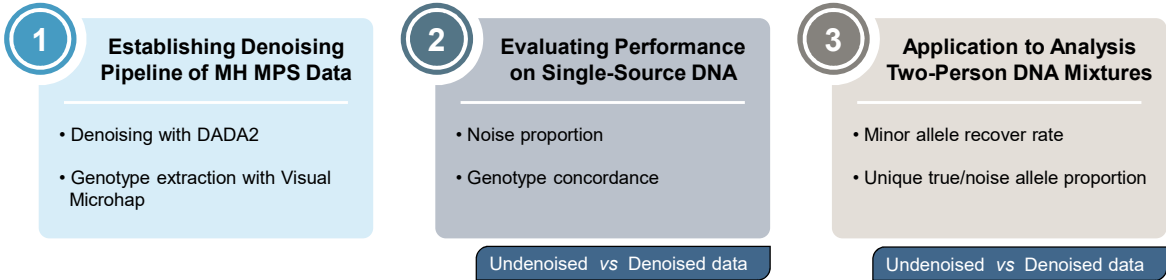 1
Establishing Denoising
Pipeline of MH MPS Data
• Denoising with DADA2
• Genotype extraction with Visual
Microhap
2
Evaluating Performance
on Single-Source DNA
• Noise proportion
• Genotype concordance
Undenoised vs Denoised data
3
Application to Analysis
Two-Person DNA Mixtures
• Minor allele recover rate
• Unique true/noise allele proportion
Undenoised vs Denoised data